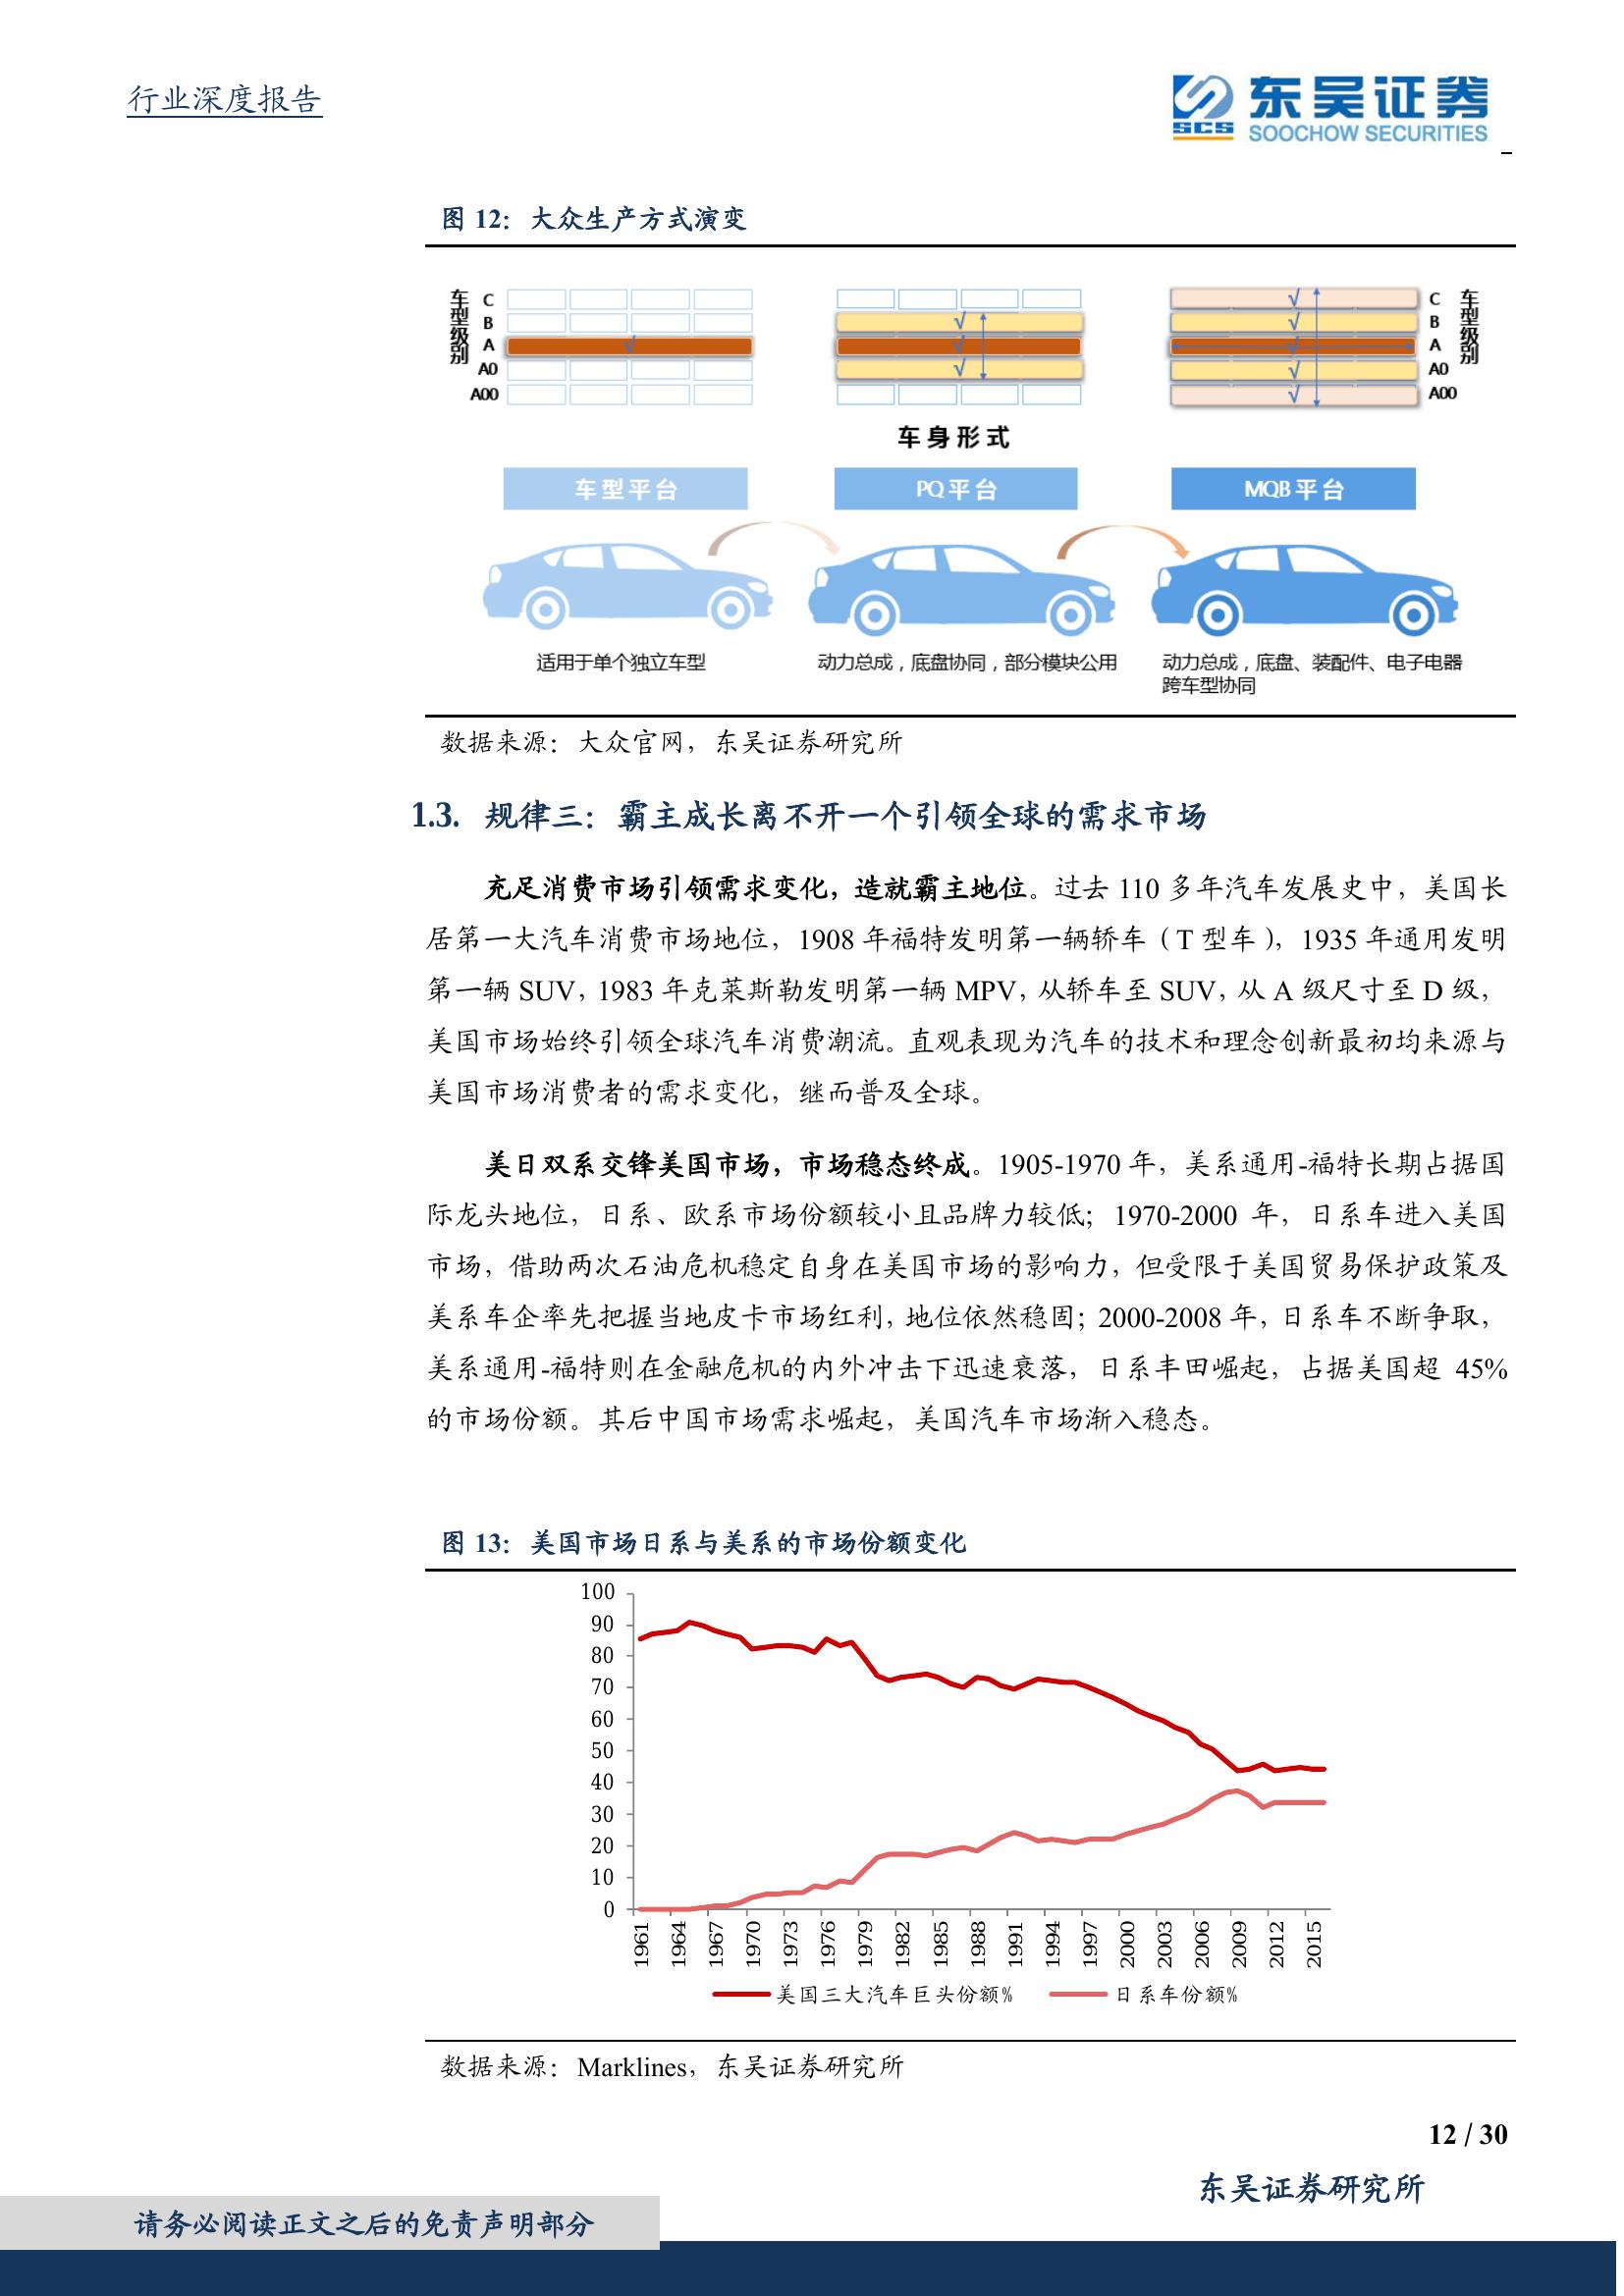 行业深度报告
SCS
东吴证券
SOOCHOW SECURITIES
图 12：大众生产方式演变
车型级别
C
B
A
A0
A00
√
√
√
√
√
√
√
√
√
C
B
A
A0
A00
车型级别
车身形式
车型平台
PQ平台
MQB平台
适用于单个独立车型
动力总成，底盘协同，部分模块公用
动力总成，底盘、装配件、电子电器
跨车型协同
数据来源：大众官网，东吴证券研究所
1.3. 规律三：霸主成长离不开一个引领全球的需求市场
充足消费市场引领需求变化，造就霸主地位。过去 110 多年汽车发展史中，美国长
居第一大汽车消费市场地位，1908 年福特发明第一辆轿车（T 型车），1935 年通用发明
第一辆 SUV，1983 年克莱斯勒发明第一辆 MPV，从轿车至 SUV，从 A 级尺寸至 D 级，
美国市场始终引领全球汽车消费潮流。直观表现为汽车的技术和理念创新最初均来源与
美国市场消费者的需求变化，继而普及全球。
美日双系交锋美国市场，市场稳态终成。1905-1970 年，美系通用-福特长期占据国
际龙头地位，日系、欧系市场份额较小且品牌力较低；1970-2000 年，日系车进入美国
市场，借助两次石油危机稳定自身在美国市场的影响力，但受限于美国贸易保护政策及
美系车企率先把握当地皮卡市场红利，地位依然稳固；2000-2008 年，日系车不断争取，
美系通用-福特则在金融危机的内外冲击下迅速衰落，日系丰田崛起，占据美国超 45%
的市场份额。其后中国市场需求崛起，美国汽车市场渐入稳态。
图 13：美国市场日系与美系的市场份额变化
100
90
80
70
60
50
40
30
20
10
0
1961
1964
1967
1970
1973
1976
1979
1982
1985
1988
1991
1994
1997
2000
2003
2006
2009
2012
2015
美国三大汽车巨头份额%
日系车份额%
数据来源：Marklines，东吴证券研究所
12 / 30
东吴证券研究所
请务必阅读正文之后的免责声明部分